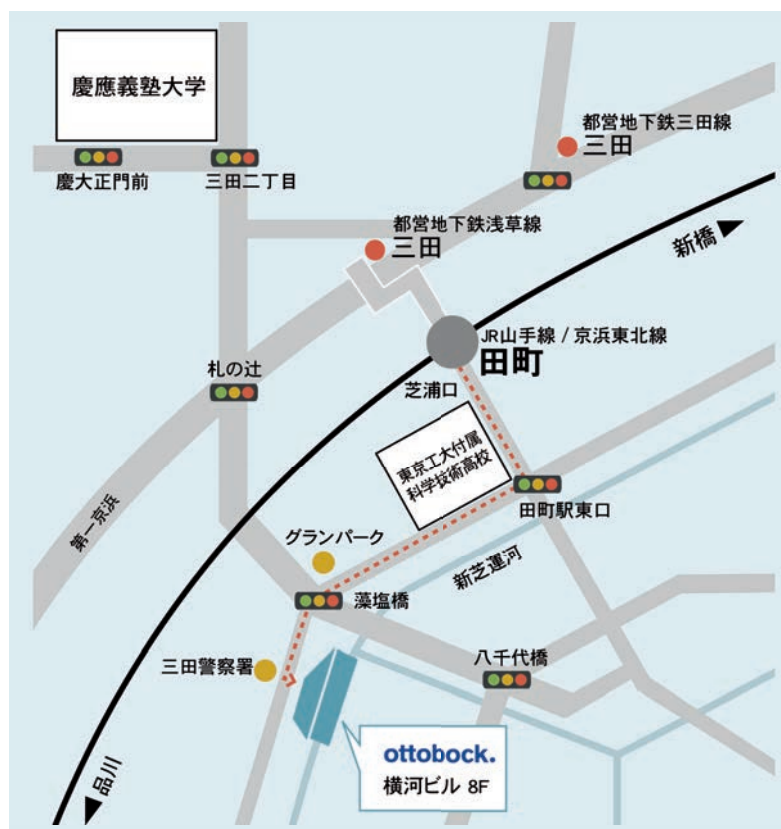 慶應義塾大学
慶大正門前
三田二丁目
都営地下鉄三田線
三田
都営地下鉄浅草線
三田
新橋
JR山手線 / 京浜東北線
田町
芝浦口
札の辻
東京工大付属
科学技術高校
田町駅東口
第一京浜
グランパーク
新芝運河
藻塩橋
三田警察署
八千代橋
品川
ottobock.
横河ビル 8F